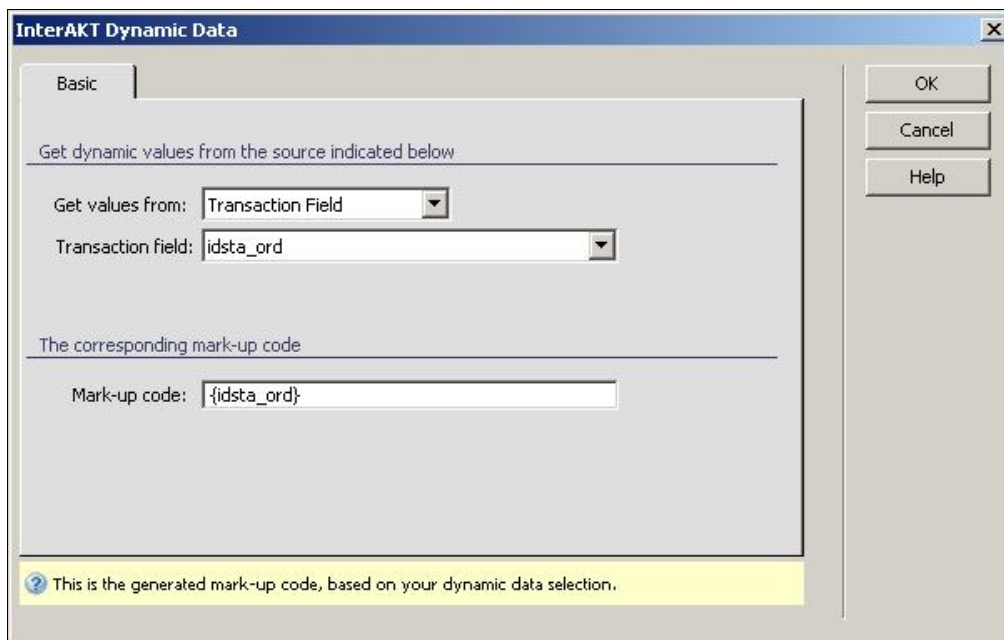 InterAKT Dynamic Data
Basic
OK
Cancel
Help
Get dynamic values from the source indicated below
Get values from: Transaction Field
Transaction field: idsta_ord
The corresponding mark-up code
Mark-up code: {idsta_ord}
This is the generated mark-up code, based on your dynamic data selection.